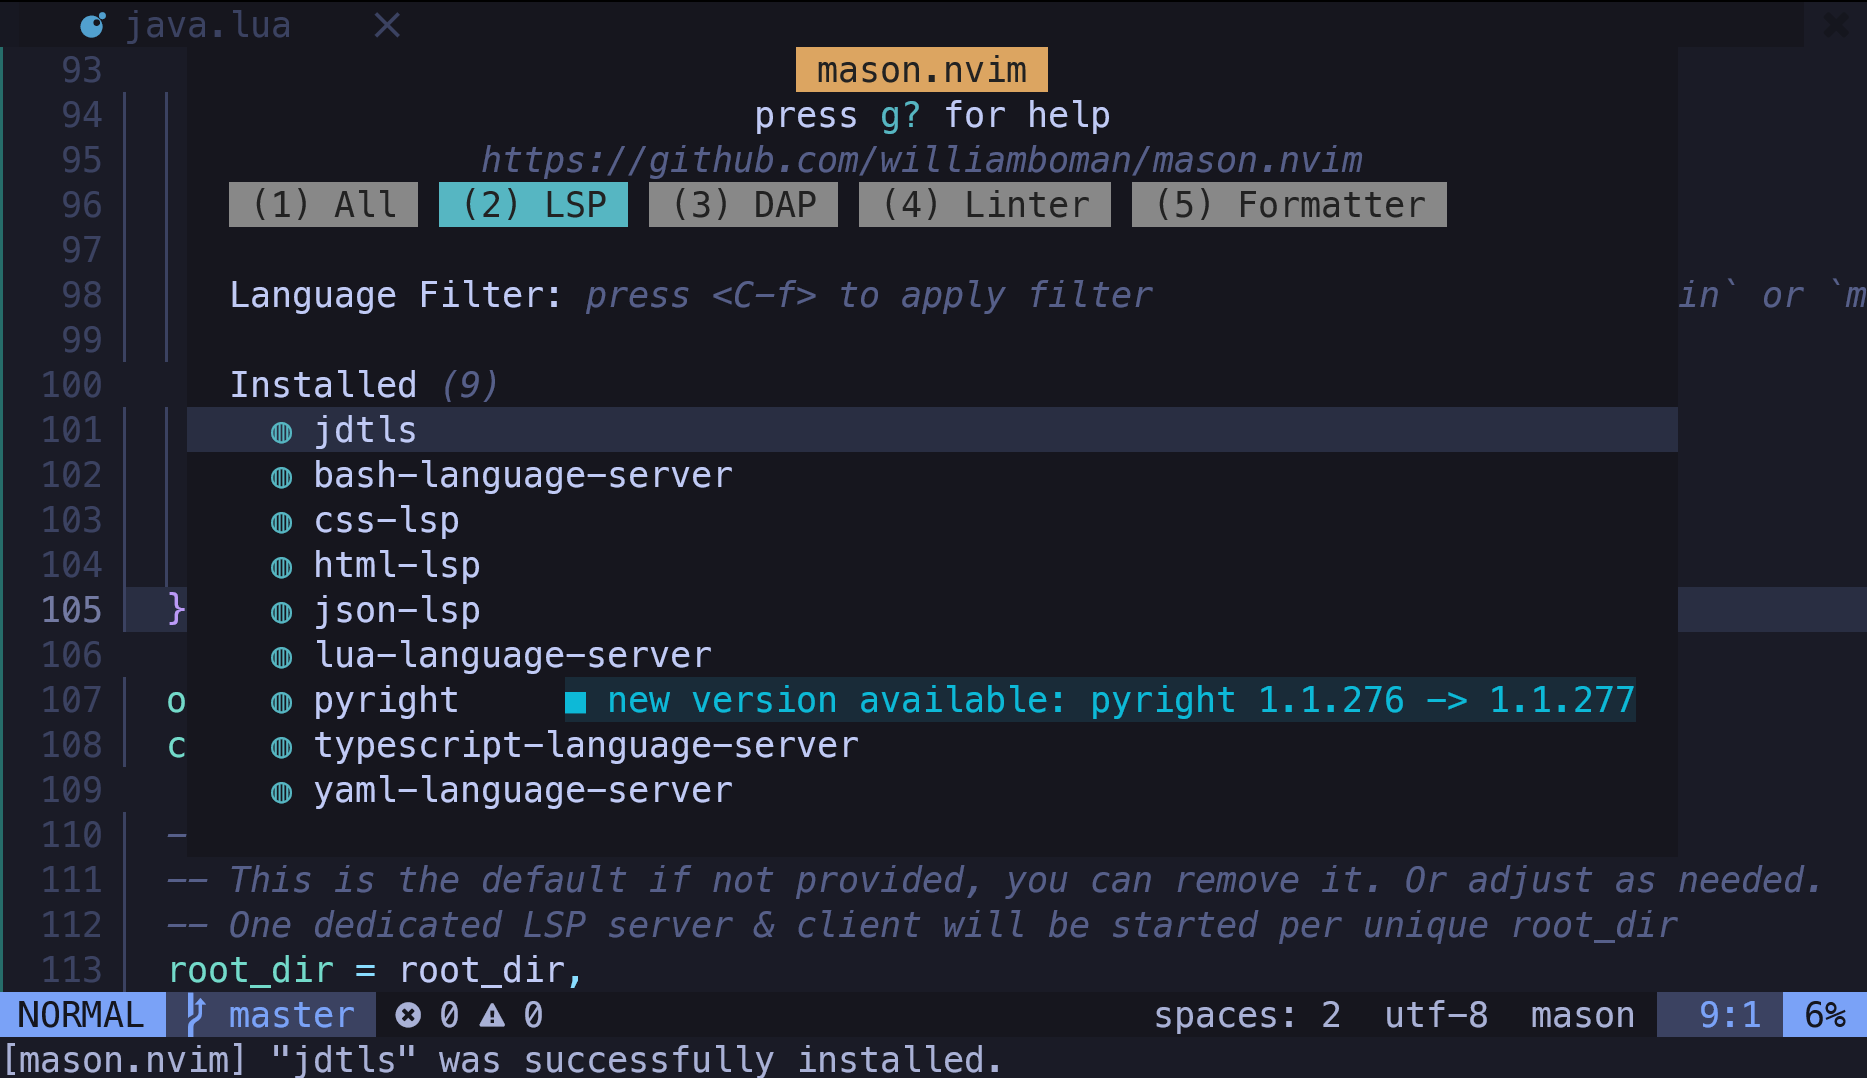 java.lua
93 mason.nvim
94 press g? for help
95 https://github.com/williamboman/mason.nvim
96 (1) All (2) LSP (3) DAP (4) Linter (5) Formatter
97
98 Language Filter: press <C-f> to apply filter in` or `m
99
100 Installed (9)
101 jdtls
102 bash-language-server
103 css-lsp
104 html-lsp
105 } json-lsp
106 lua-language-server
107 o pyright ■ new version available: pyright 1.1.276 -> 1.1.277
108 c typescript-language-server
109 yaml-language-server
110 -
111 -- This is the default if not provided, you can remove it. Or adjust as needed.
112 -- One dedicated LSP server & client will be started per unique root_dir
113 root_dir = root_dir,
NORMAL master 0 0 spaces: 2 utf-8 mason 9:1 6%
[mason.nvim] "jdtls" was successfully installed.